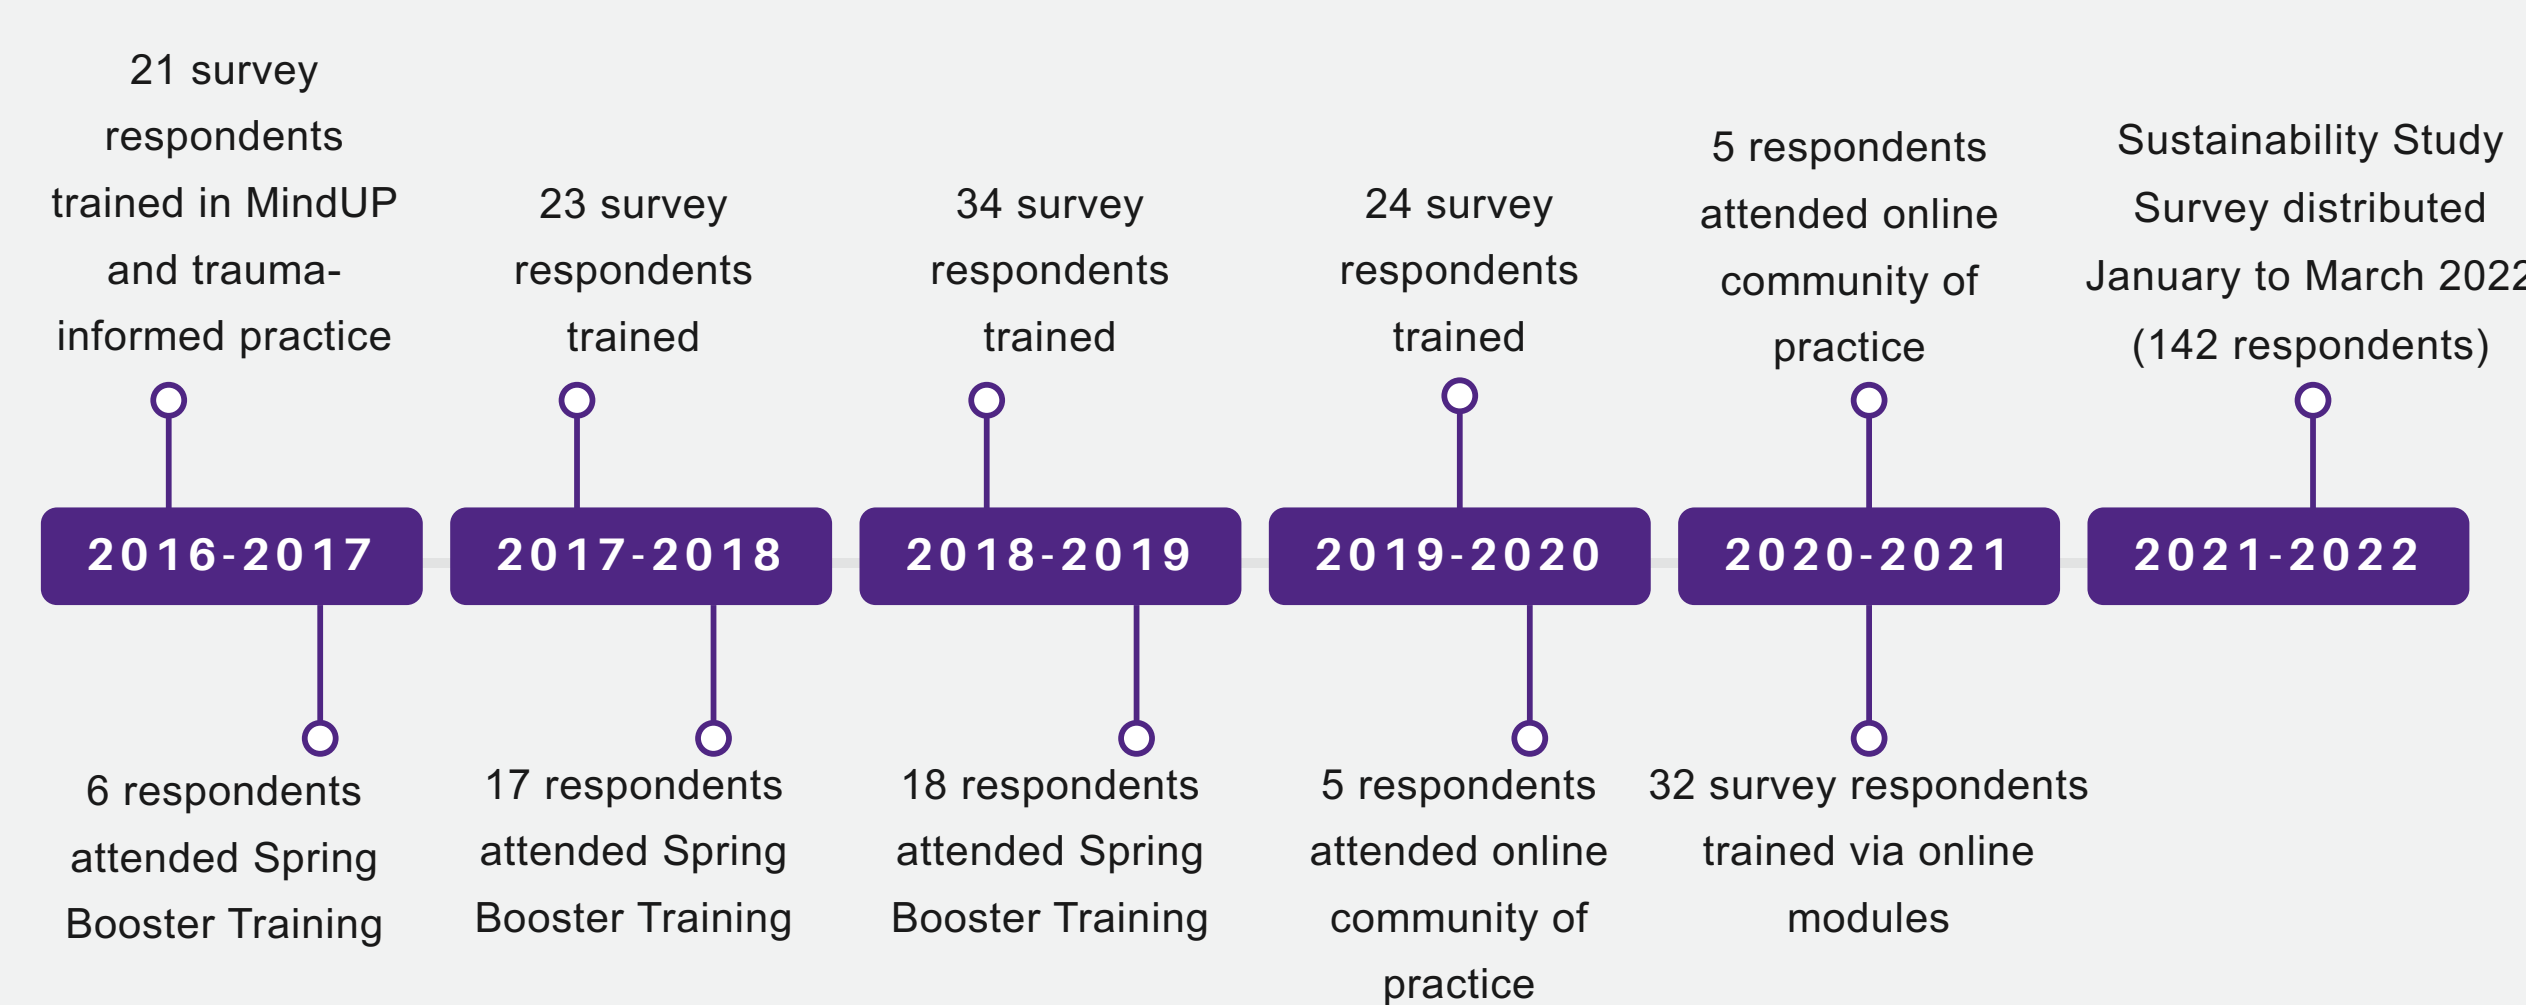 21 survey
respondents
trained in MindUP
and trauma-
informed practice
23 survey
respondents
trained
34 survey
respondents
trained
24 survey
respondents
trained
5 respondents
attended online
community of
practice
Sustainability Study
Survey distributed
January to March 2022
(142 respondents)
2016-2017
2017-2018
2018-2019
2019-2020
2020-2021
2021-2022
6 respondents
attended Spring
Booster Training
17 respondents
attended Spring
Booster Training
18 respondents
attended Spring
Booster Training
5 respondents
attended online
community of
practice
32 survey respondents
trained via online
modules